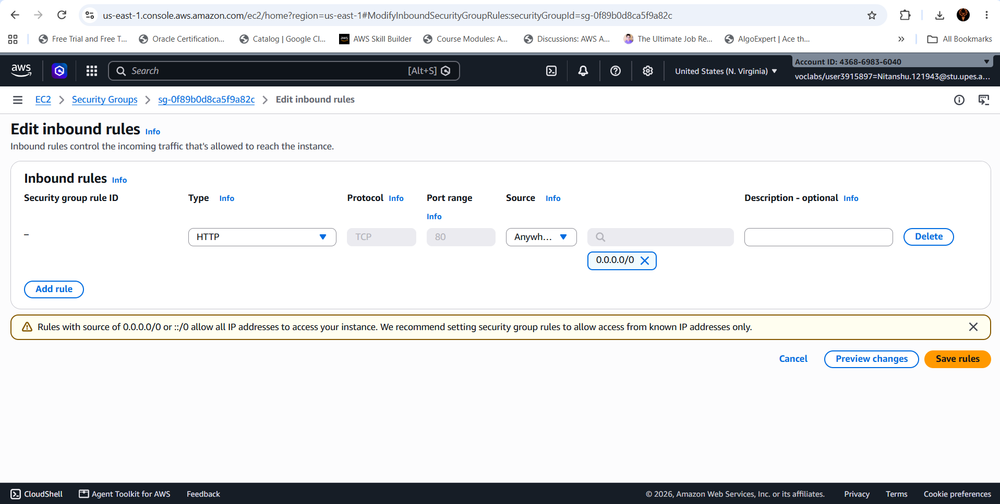 us-east-1.console.aws.amazon.com/ec2/home?region=us-east-1#ModifyInboundSecurityGroupRules:securityGroupId=sg-0f89b0d8ca5f9a82c
Free Trial and Free T... Oracle Certification... Catalog | Google Cl... aws AWS Skill Builder Course Modules: A... Discussions: AWS A... The Ultimate Job Re... AlgoExpert | Ace th... » All Bookmarks
aws Search [Alt+S] United States (N. Virginia) Account ID: 4368-6983-6040
voclabs/user3915897=Nitanshu.121943@stu.upes.a...
EC2 > Security Groups > sg-0f89b0d8ca5f9a82c > Edit inbound rules
Edit inbound rules Info
Inbound rules control the incoming traffic that's allowed to reach the instance.
Inbound rules Info
Security group rule ID Type Info Protocol Info Port range Source Info Description - optional Info
Info
– HTTP TCP 80 Anywh... Delete
0.0.0.0/0
Add rule
Rules with source of 0.0.0.0/0 or ::/0 allow all IP addresses to access your instance. We recommend setting security group rules to allow access from known IP addresses only.
Cancel Preview changes Save rules
CloudShell Agent Toolkit for AWS Feedback © 2026, Amazon Web Services, Inc. or its affiliates. Privacy Terms Cookie preferences